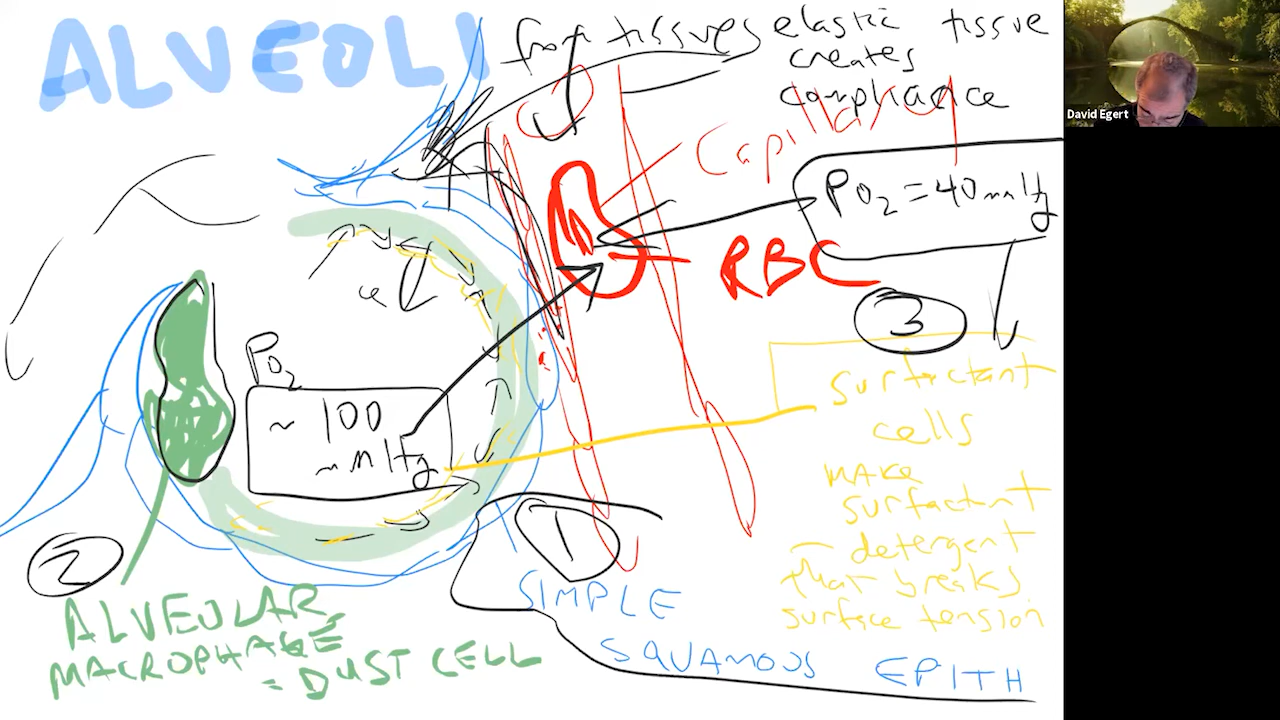 ALVEOLI
from tissues
elastic tissue
creates
compliance
Capillary
PO2 = 40 mmHg
RBC
3
surfactant
cells
make
surfactant
- detergent
that breaks
surface tension
PO2
~ 100
mmHg
1
SIMPLE
SQUAMOUS EPITH
2
ALVEOLAR
MACROPHAGE
= DUST CELL
David Egert